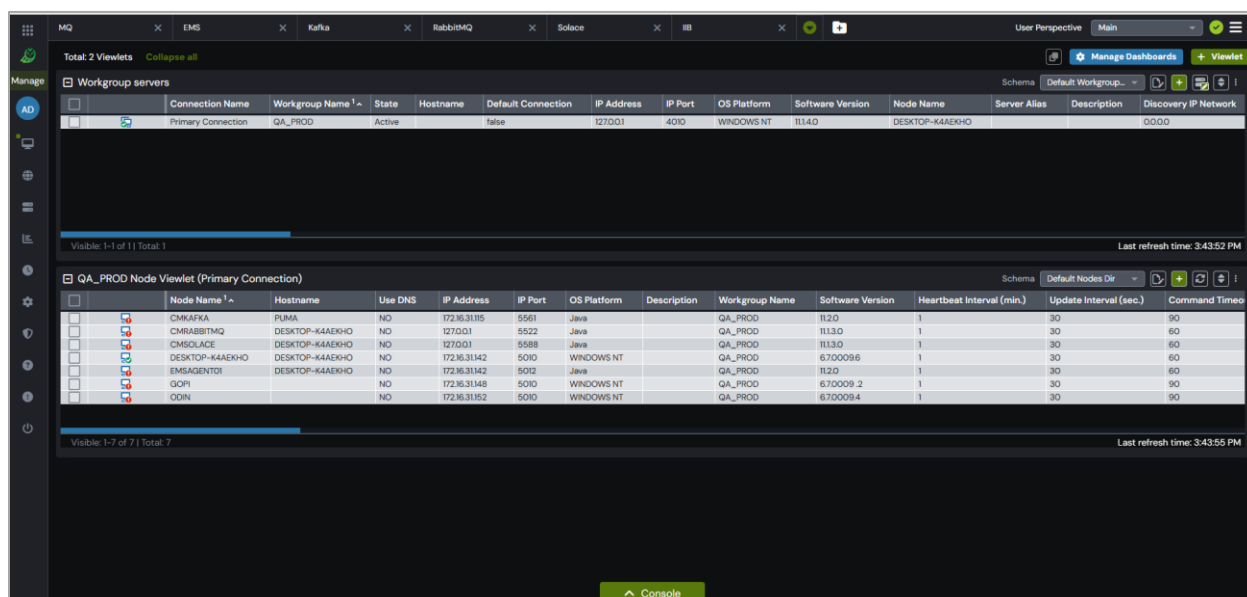 MQ EMS Kafka RabbitMQ Solace IIB User Perspective Main
Total: 2 Viewlets Collapse all Manage Dashboards + Viewlet
Manage
AD
Workgroup servers Schema Default Workgroup...
Connection Name Workgroup Name 1 State Hostname Default Connection IP Address IP Port OS Platform Software Version Node Name Server Alias Description Discovery IP Network
Primary Connection QA_PROD Active false 127.0.0.1 4010 WINDOWS NT 11.1.4.0 DESKTOP-K4AEKHO 0.0.0.0
Visible: 1-1 of 1 | Total: 1 Last refresh time: 3:43:52 PM
QA_PROD Node Viewlet (Primary Connection) Schema Default Nodes Dir
Node Name 1 Hostname Use DNS IP Address IP Port OS Platform Description Workgroup Name Software Version Heartbeat Interval (min.) Update Interval (sec.) Command Timeo
CMKAFKA PUMA NO 172.16.31.115 5561 Java QA_PROD 11.2.0 1 30 90
CMRABBITMQ DESKTOP-K4AEKHO NO 127.0.0.1 5522 Java QA_PROD 11.1.3.0 1 30 60
CMSOLACE DESKTOP-K4AEKHO NO 127.0.0.1 5588 Java QA_PROD 11.1.3.0 1 30 60
DESKTOP-K4AEKHO DESKTOP-K4AEKHO NO 172.16.31.142 5010 WINDOWS NT QA_PROD 6.7.0009.6 1 30 60
EMSAGENT01 DESKTOP-K4AEKHO NO 172.16.31.142 5012 Java QA_PROD 11.2.0 1 30 60
GOPI NO 172.16.31.148 5010 WINDOWS NT QA_PROD 6.7.0009 .2 1 30 90
ODIN NO 172.16.31.152 5010 WINDOWS NT QA_PROD 6.7.0009.4 1 30 90
Visible: 1-7 of 7 | Total: 7 Last refresh time: 3:43:55 PM
Console